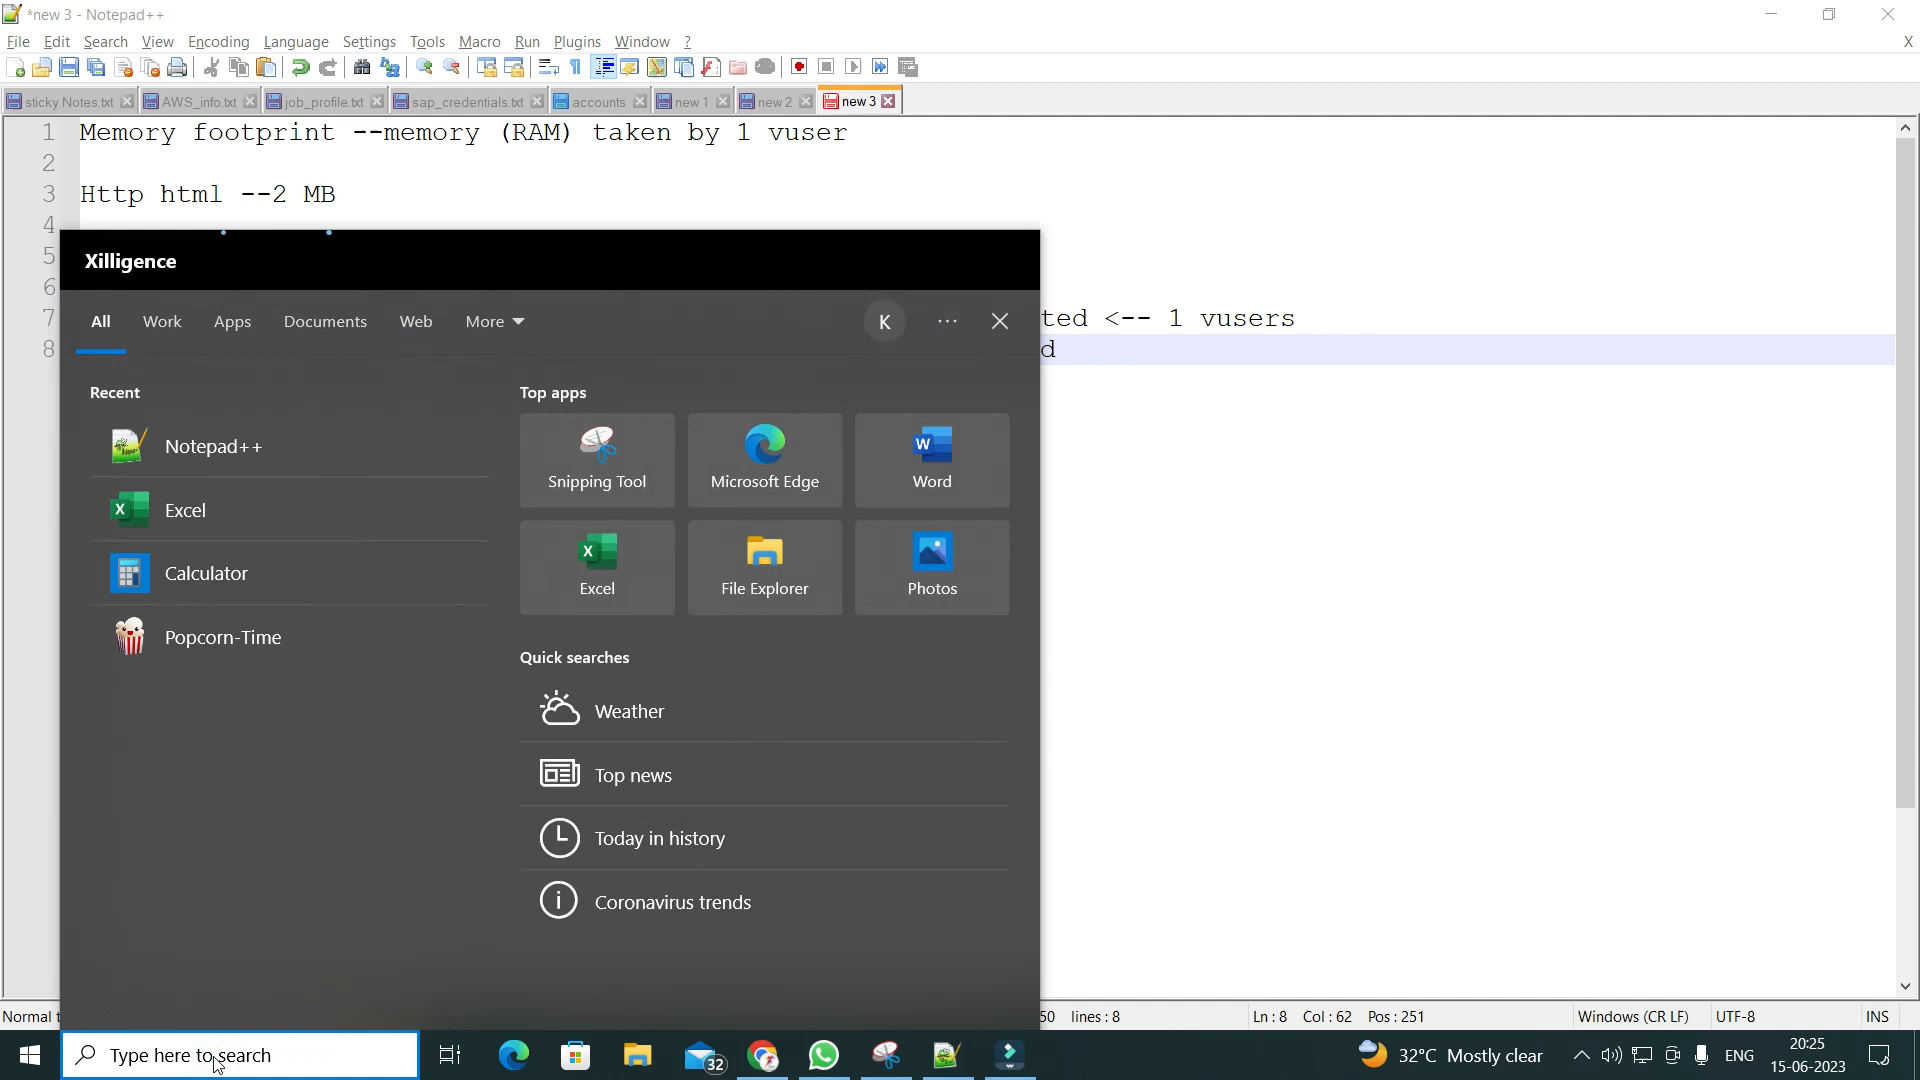 *new 3 - Notepad++
File Edit Search View Encoding Language Settings Tools Macro Run Plugins Window ? X
sticky Notes.txt AWS_info.txt job_profile.txt sap_credentials.txt accounts new 1 new 2 new 3
1 Memory footprint --memory (RAM) taken by 1 vuser
2
3 Http html --2 MB
4
5
6
7 ted <-- 1 vusers
8 d
Xilligence
All Work Apps Documents Web More K
Recent
Notepad++
Excel
Calculator
Popcorn-Time
Top apps
Snipping Tool Microsoft Edge Word
Excel File Explorer Photos
Quick searches
Weather
Top news
Today in history
Coronavirus trends
Normal t 50 lines : 8 Ln : 8 Col : 62 Pos : 251 Windows (CR LF) UTF-8 INS
Type here to search 32 32°C Mostly clear ENG 20:25
15-06-2023